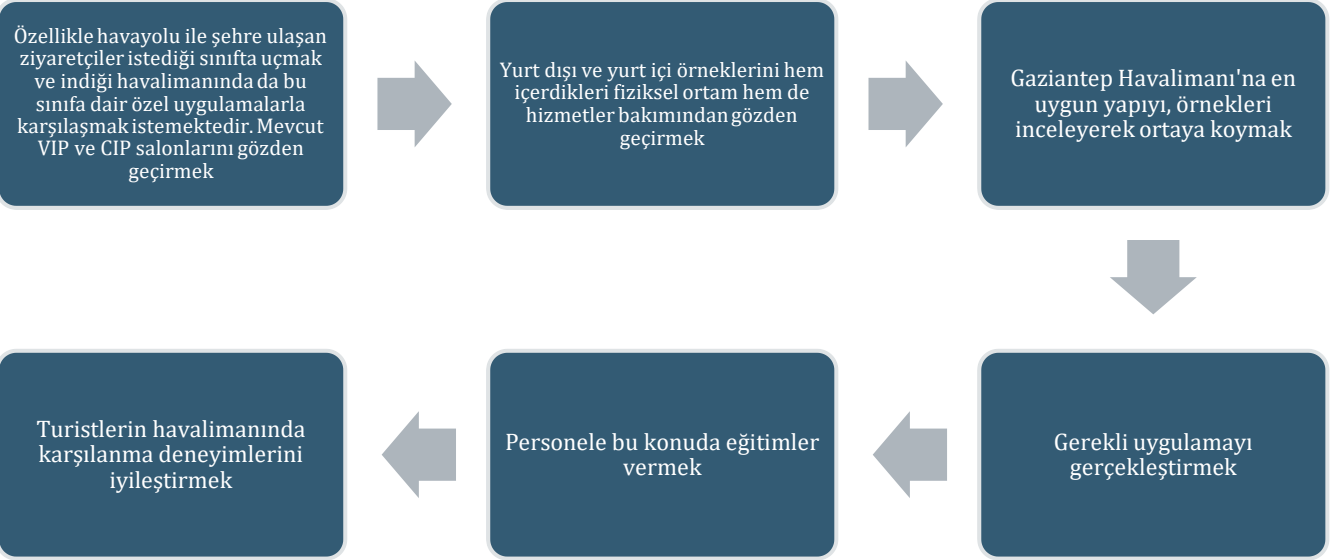 Özellikle havayolu ile şehre ulaşan
ziyaretçiler istediği sınıfta uçmak
ve indiği havalimanında da bu
sınıfa dair özel uygulamalarla
karşılaşmak istemektedir. Mevcut
VIP ve CIP salonlarını gözden
geçirmek
Yurt dışı ve yurt içi örneklerini hem
içerdikleri fiziksel ortam hem de
hizmetler bakımından gözden
geçirmek
Gaziantep Havalimanı'na en
uygun yapıyı, örnekleri
inceleyerek ortaya koymak
Gerekli uygulamayı
gerçekleştirmek
Personele bu konuda eğitimler
vermek
Turistlerin havalimanında
karşılanma deneyimlerini
iyileştirmek